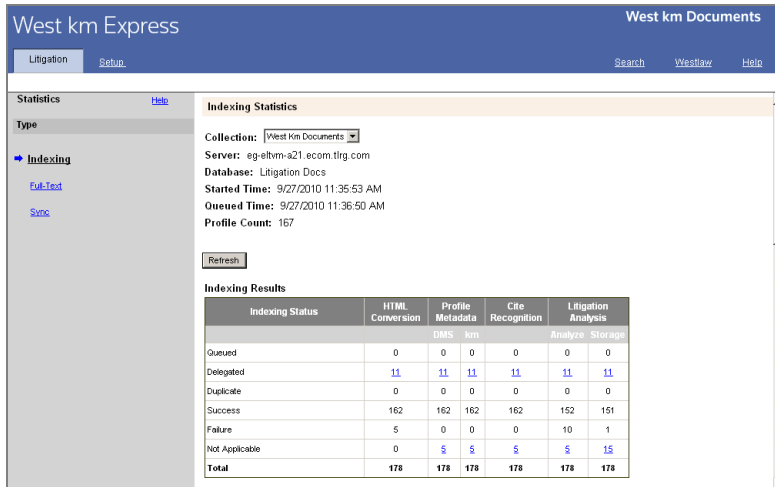 West km Express
West km Documents
Litigation
Setup
Search
Westlaw
Help
Statistics
Help
Type
Indexing
Full-Text
Sync
Indexing Statistics
Collection: West Km Documents
Server: eg-eltvm-a21.ecom.tlrg.com
Database: Litigation Docs
Started Time: 9/27/2010 11:35:53 AM
Queued Time: 9/27/2010 11:36:50 AM
Profile Count: 167
Refresh
Indexing Results
Indexing Status HTML Conversion Profile Metadata Cite Recognition Litigation Analysis
DMS km Analyze Storage
Queued 0 0 0 0 0 0
Delegated 11 11 11 11 11 11
Duplicate 0 0 0 0 0 0
Success 162 162 162 162 152 151
Failure 5 0 0 0 10 1
Not Applicable 0 5 5 5 5 15
Total 178 178 178 178 178 178